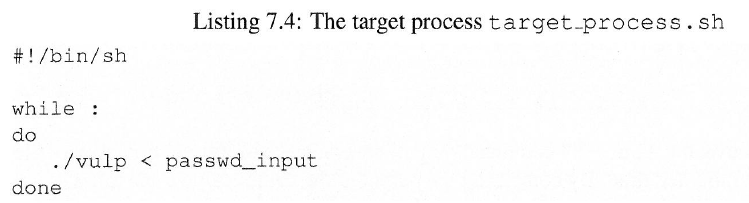 Listing 7.4: The target process target_process.sh
#!/bin/sh
while :
do
./vulp < passwd_input
done